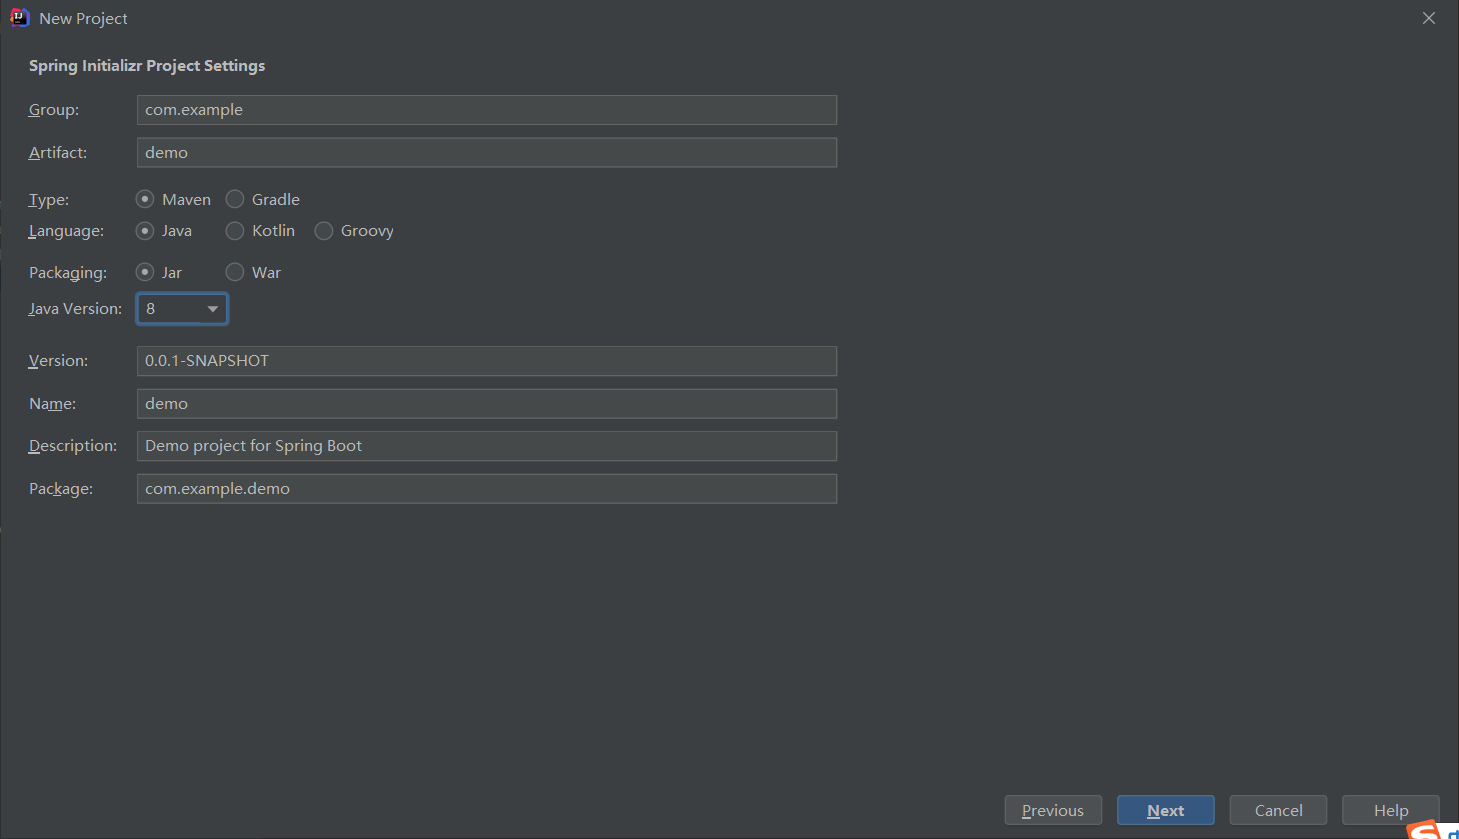 New Project
Spring Initializr Project Settings
Group: com.example
Artifact: demo
Type: Maven Gradle
Language: Java Kotlin Groovy
Packaging: Jar War
Java Version: 8
Version: 0.0.1-SNAPSHOT
Name: demo
Description: Demo project for Spring Boot
Package: com.example.demo
Previous Next Cancel Help